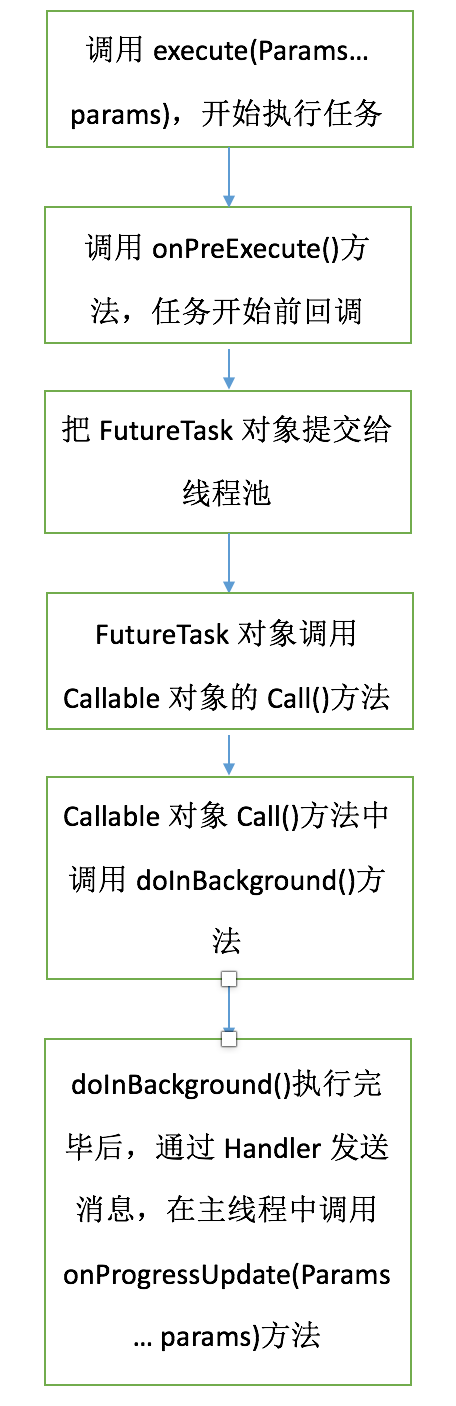 调用 execute(Params…
params)，开始执行任务
调用 onPreExecute()方
法，任务开始前回调
把 FutureTask 对象提交给
线程池
FutureTask 对象调用
Callable 对象的 Call()方法
Callable 对象 Call()方法中
调用 doInBackground()方
法
doInBackground()执行完
毕后，通过 Handler 发送
消息，在主线程中调用
onProgressUpdate(Params
… params)方法